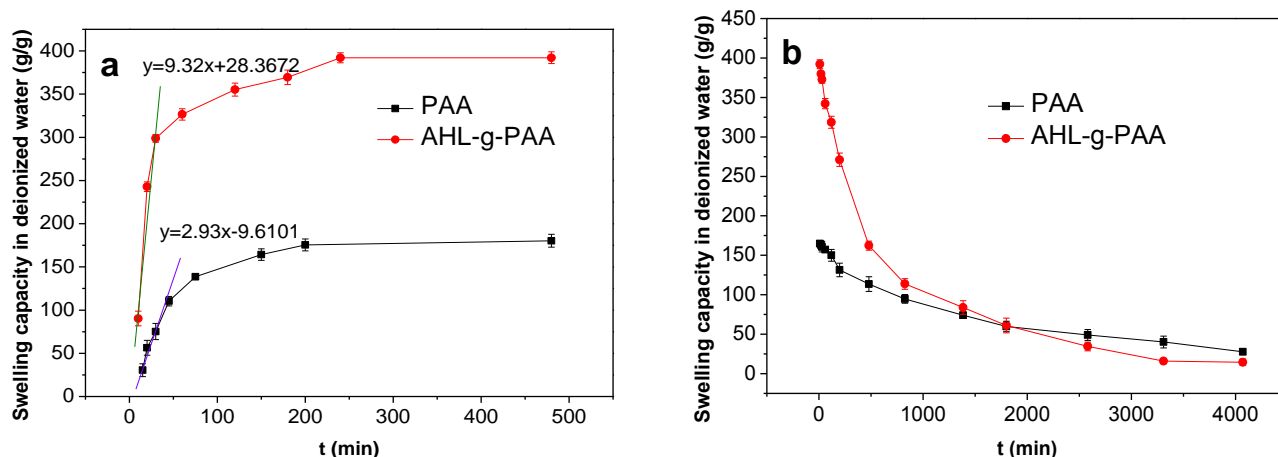 a
y=9.32x+28.3672
y=2.93x-9.6101
PAA
AHL-g-PAA
Swelling capacity in deionized water (g/g)
400
350
300
250
200
150
100
50
0
0 100 200 300 400 500
t (min)
b
PAA
AHL-g-PAA
Swelling capacity in deionized water (g/g)
450
400
350
300
250
200
150
100
50
0
0 1000 2000 3000 4000
t (min)